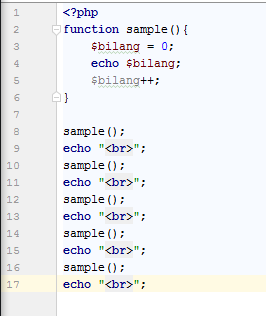 1 <?php
2 function sample(){
3 $bilang = 0;
4 echo $bilang;
5 $bilang++;
6 }
7
8 sample();
9 echo "<br>";
10 sample();
11 echo "<br>";
12 sample();
13 echo "<br>";
14 sample();
15 echo "<br>";
16 sample();
17 echo "<br>";